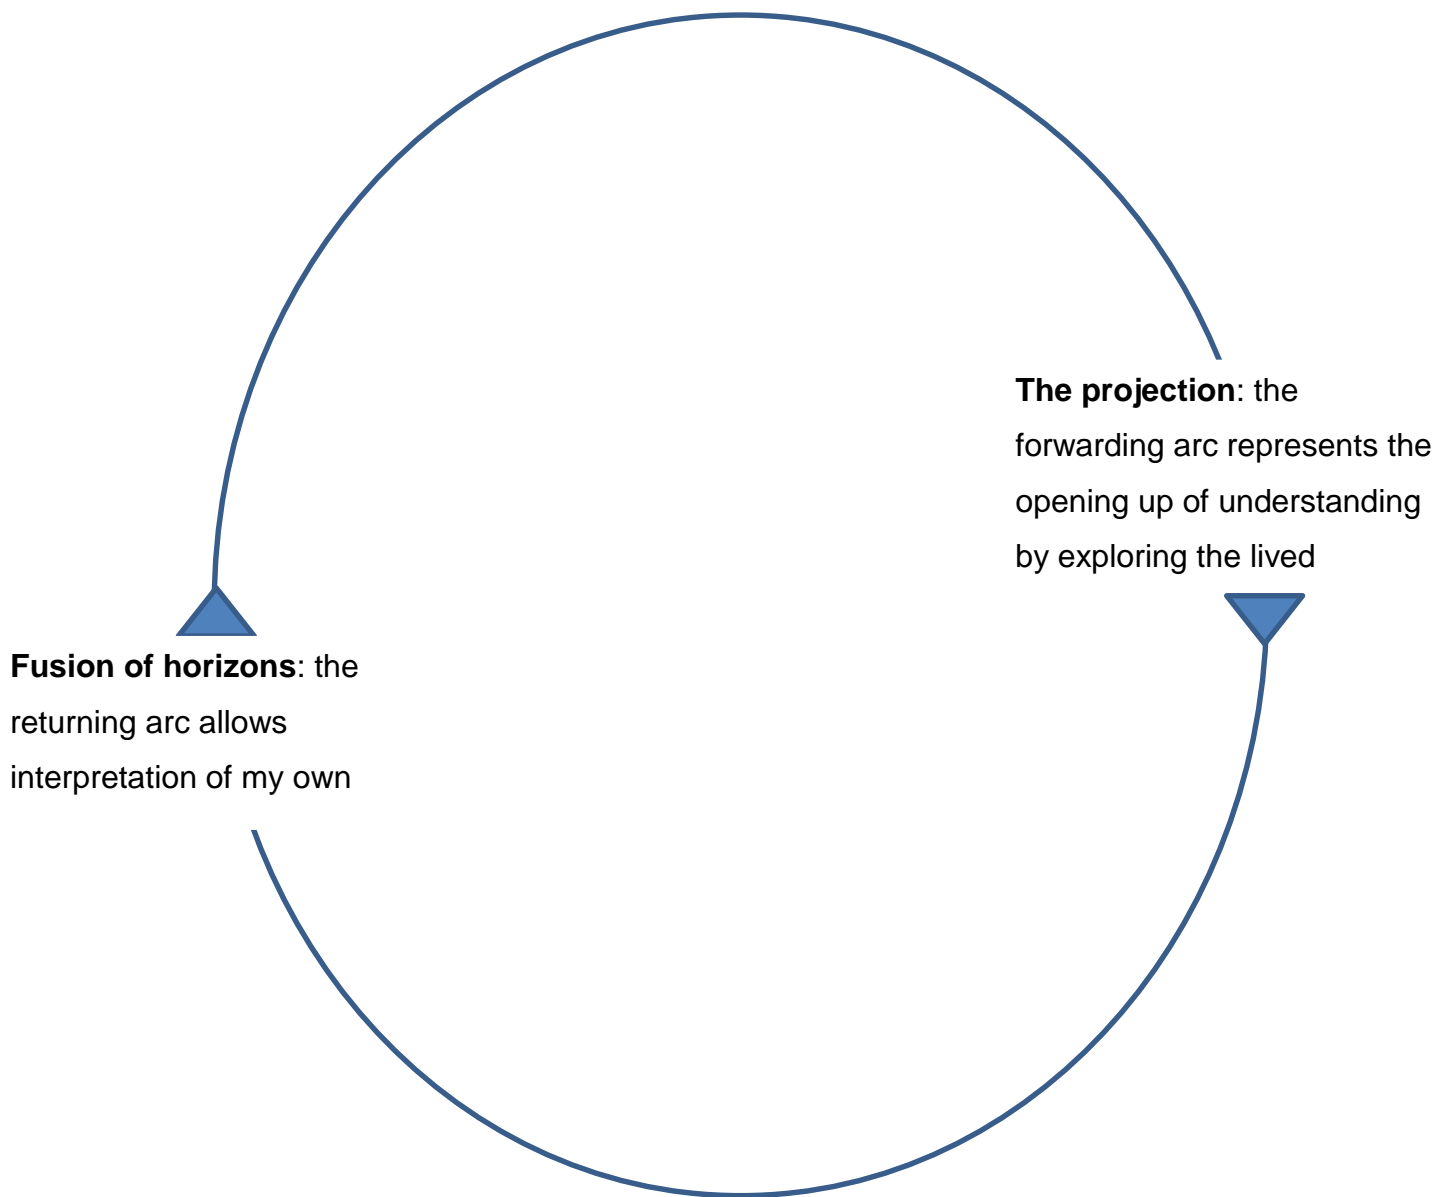 The projection: the
forwarding arc represents the
opening up of understanding
by exploring the lived
Fusion of horizons: the
returning arc allows
interpretation of my own